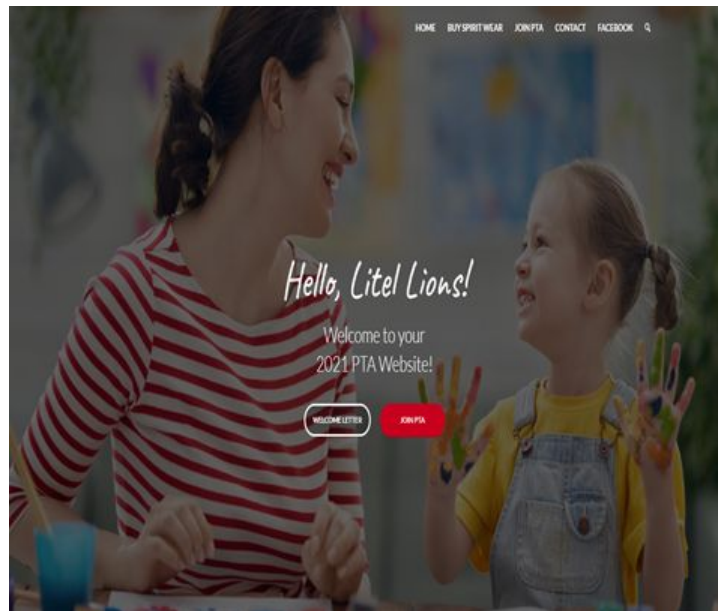 HOME BUY SPIRIT WEAR JOIN PTA CONTACT FACEBOOK
Hello, Litel Lions!
Welcome to your
2021 PTA Website!
WELCOME LETTER JOIN PTA